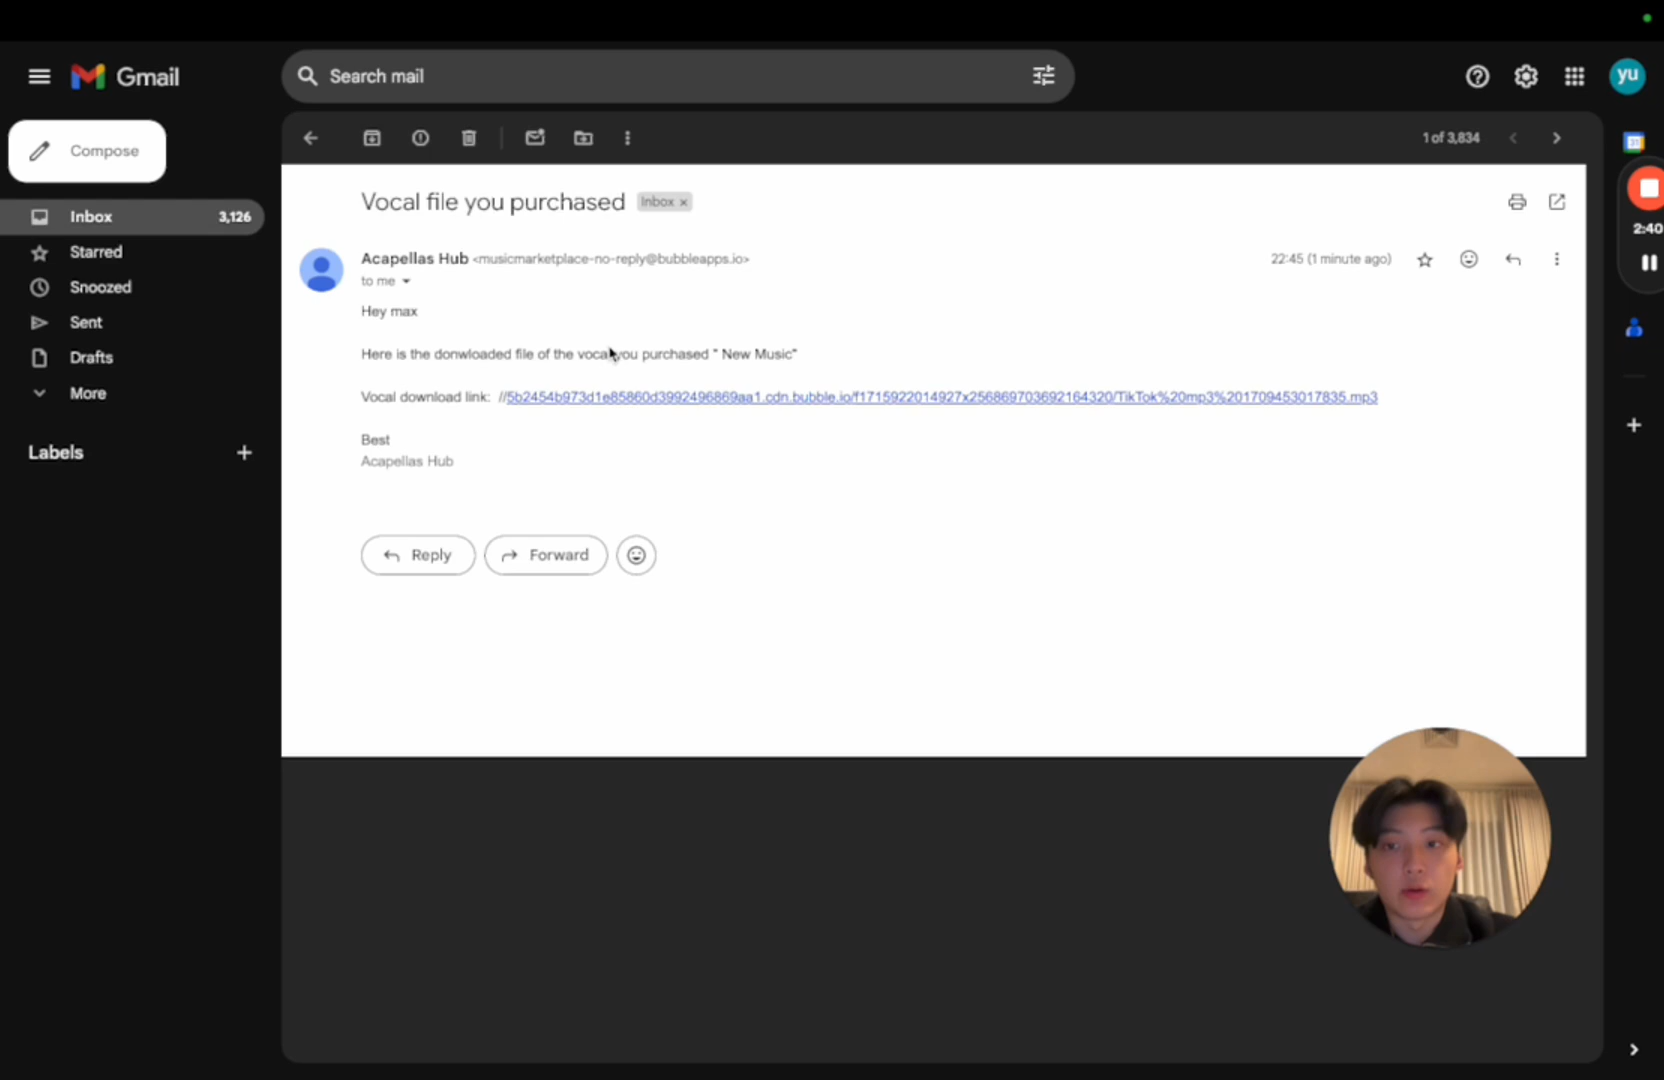 Gmail
Search mail
yu
Compose
1 of 3,834
Inbox 3,126
Starred
Snoozed
Sent
Drafts
More
Labels
Vocal file you purchased Inbox ×
Acapellas Hub <musicmarketplace-no-reply@bubbleapps.io> 22:45 (1 minute ago)
to me
Hey max
Here is the donwloaded file of the vocal you purchased " New Music"
Vocal download link: //5b2454b973d1e85860d3992496869aa1.cdn.bubble.io/f1715922014927x256869703692164320/TikTok%20mp3%201709453017835.mp3
Best
Acapellas Hub
Reply Forward
31
2:40